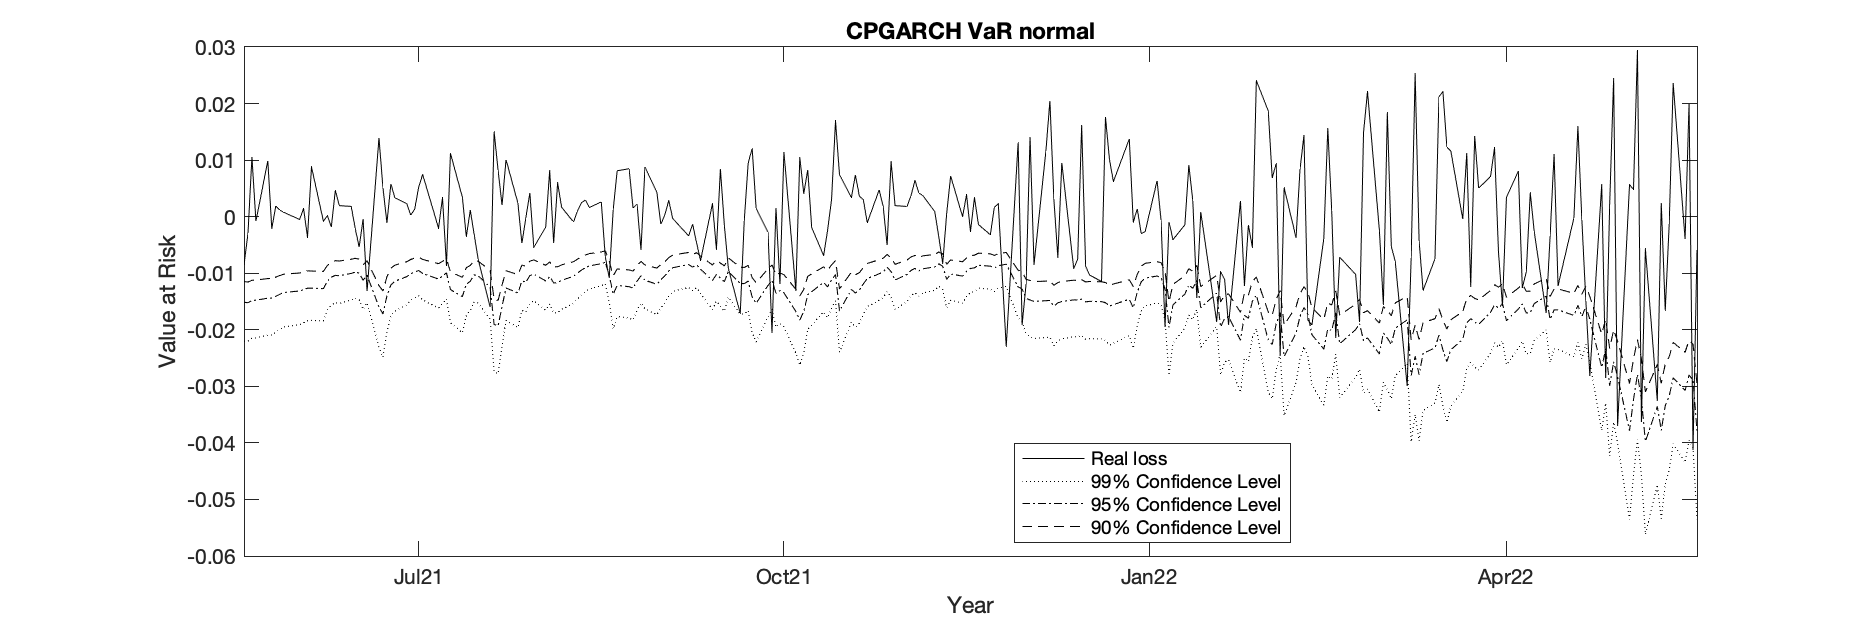 CPGARCH VaR normal
0.03
0.02
0.01
0
-0.01
-0.02
-0.03
-0.04
-0.05
-0.06
Value at Risk
Real loss
99% Confidence Level
95% Confidence Level
90% Confidence Level
Jul21
Oct21
Jan22
Apr22
Year